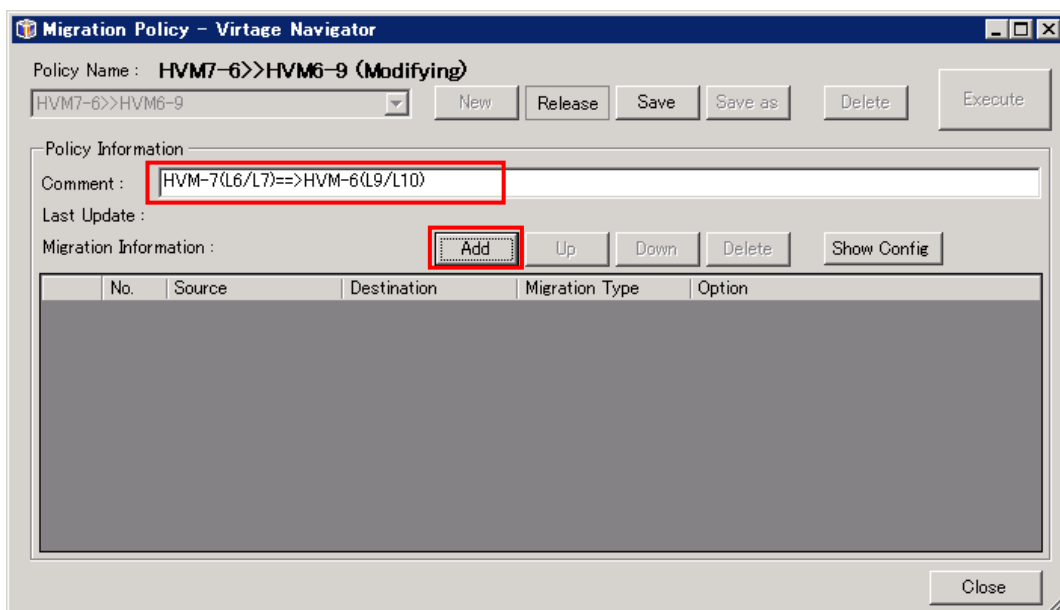 Migration Policy - Virtage Navigator
Policy Name : HVM7-6>>HVM6-9 (Modifying)
HVM7-6>>HVM6-9 New Release Save Save as Delete Execute
Policy Information
Comment : HVM-7(L6/L7)==>HVM-6(L9/L10)
Last Update :
Migration Information : Add Up Down Delete Show Config
No. Source Destination Migration Type Option
Close